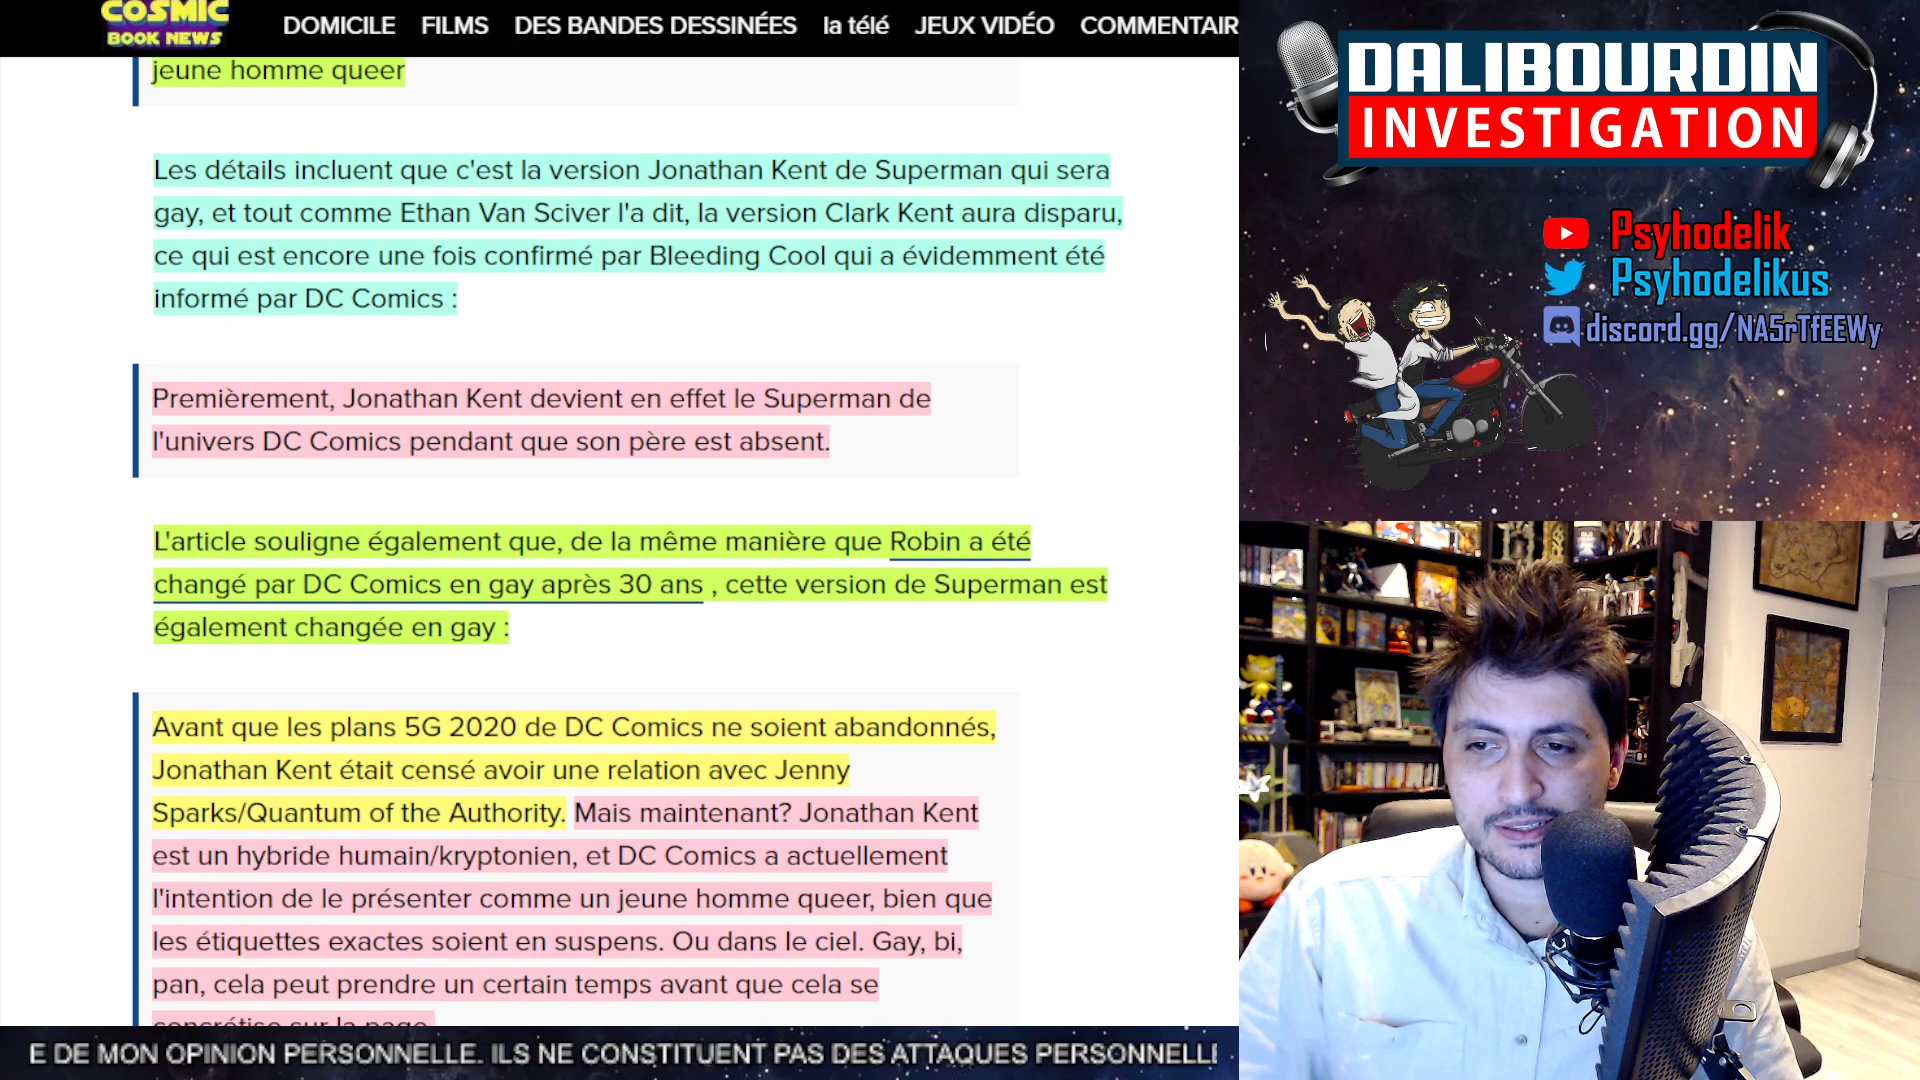 COSMIC
BOOK NEWS
DOMICILE FILMS DES BANDES DESSINÉES la télé JEUX VIDÉO COMMENTAIR
jeune homme queer
Les détails incluent que c'est la version Jonathan Kent de Superman qui sera
gay, et tout comme Ethan Van Sciver l'a dit, la version Clark Kent aura disparu,
ce qui est encore une fois confirmé par Bleeding Cool qui a évidemment été
informé par DC Comics :
Premièrement, Jonathan Kent devient en effet le Superman de
l'univers DC Comics pendant que son père est absent.
L'article souligne également que, de la même manière que Robin a été
changé par DC Comics en gay après 30 ans , cette version de Superman est
également changée en gay :
Avant que les plans 5G 2020 de DC Comics ne soient abandonnés,
Jonathan Kent était censé avoir une relation avec Jenny
Sparks/Quantum of the Authority. Mais maintenant? Jonathan Kent
est un hybride humain/kryptonien, et DC Comics a actuellement
l'intention de le présenter comme un jeune homme queer, bien que
les étiquettes exactes soient en suspens. Ou dans le ciel. Gay, bi,
pan, cela peut prendre un certain temps avant que cela se
concrétise sur la page.
E DE MON OPINION PERSONNELLE. ILS NE CONSTITUENT PAS DES ATTAQUES PERSONNELLE
DALIBOURDIN
INVESTIGATION
Psyhodelik
Psyhodelikus
discord.gg/NA5rTfEEWy